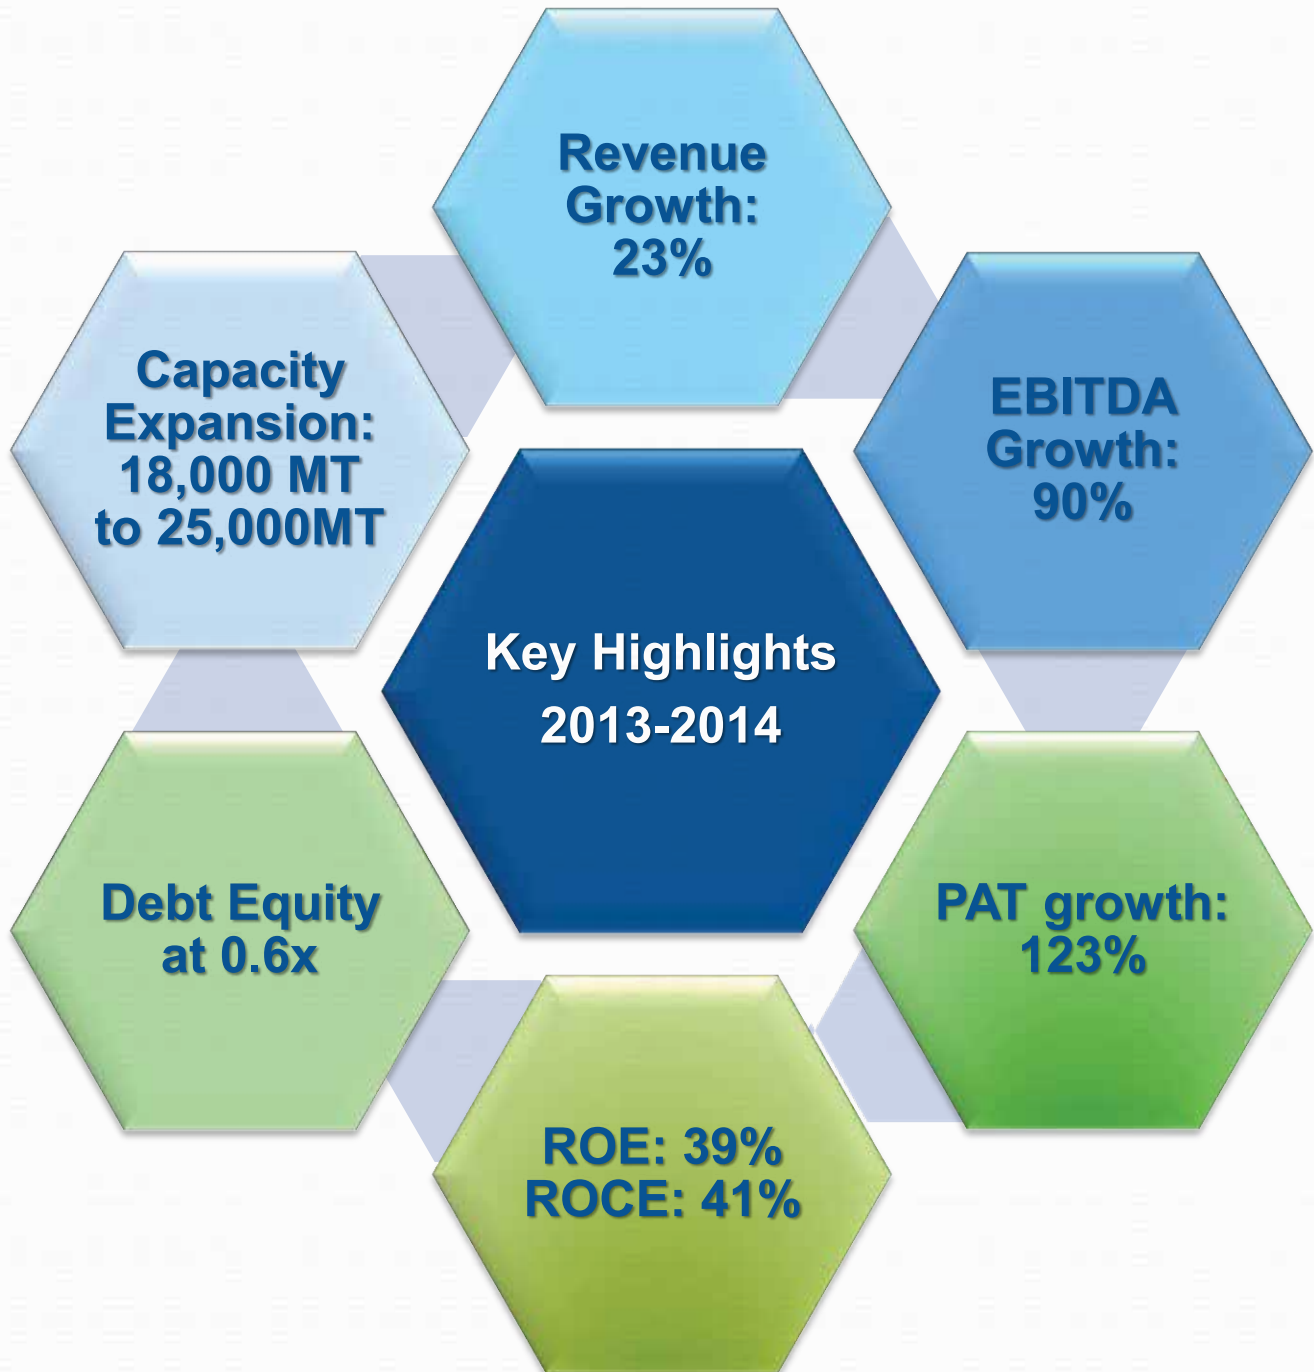 Revenue
Growth:
23%
EBITDA
Growth:
90%
PAT growth:
123%
ROE: 39%
ROCE: 41%
Debt Equity
at 0.6x
Capacity
Expansion:
18,000 MT
to 25,000MT
Key Highlights
2013-2014